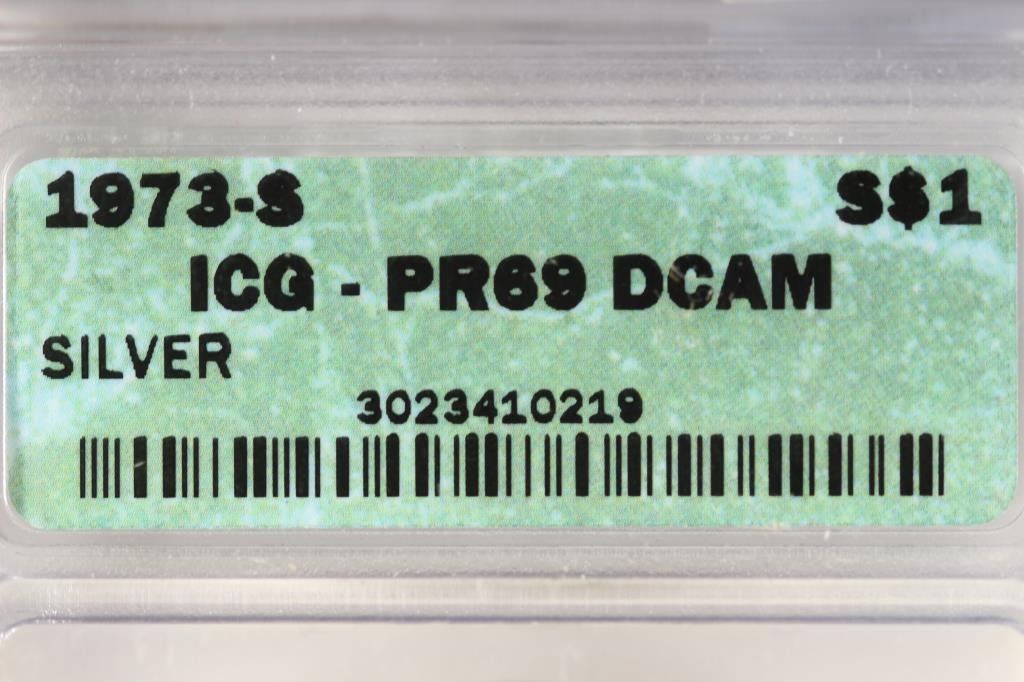 1973-S S$1
ICG - PR69 DCAM
SILVER
3023410219